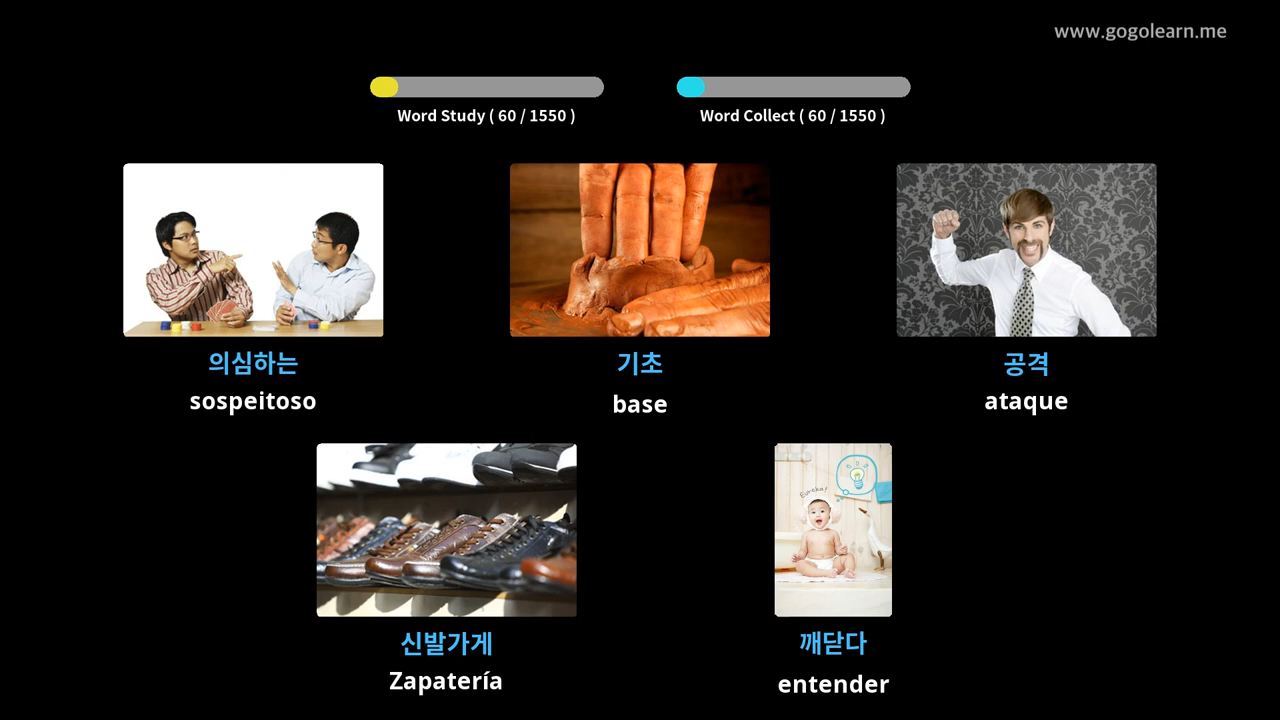 www.gogolearn.me
Word Study ( 60 / 1550 )
Word Collect ( 60 / 1550 )
의심하는
sospeitoso
기초
base
공격
ataque
Eureka!
신발가게
Zapatería
깨닫다
entender